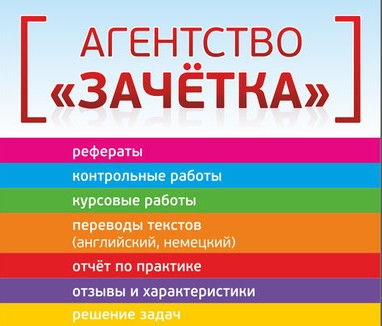 АГЕНТСТВО
«ЗАЧЁТКА»
рефераты
контрольные работы
курсовые работы
переводы текстов
(английский, немецкий)
отчёт по практике
отзывы и характеристики
решение задач